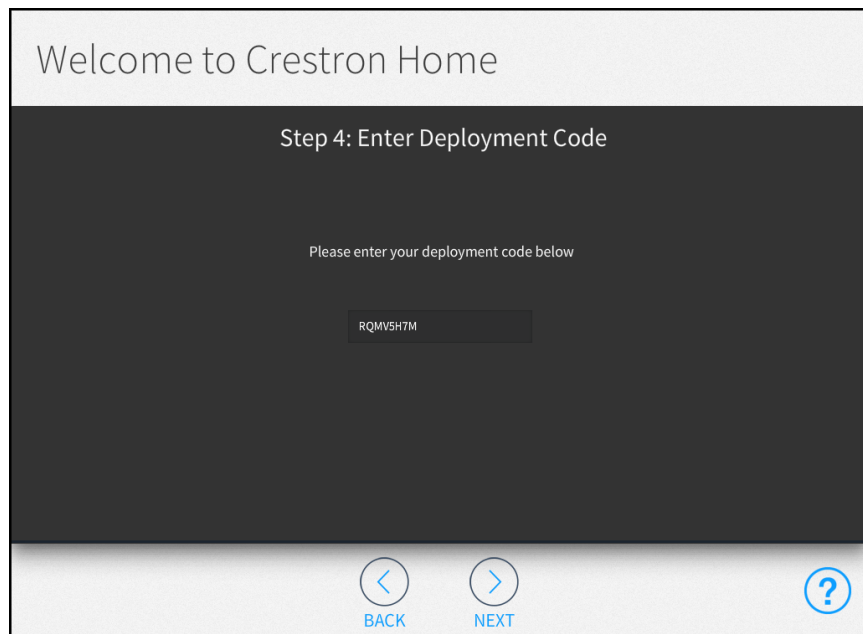 Welcome to Crestron Home
Step 4: Enter Deployment Code
Please enter your deployment code below
RQMV5H7M
BACK NEXT
?